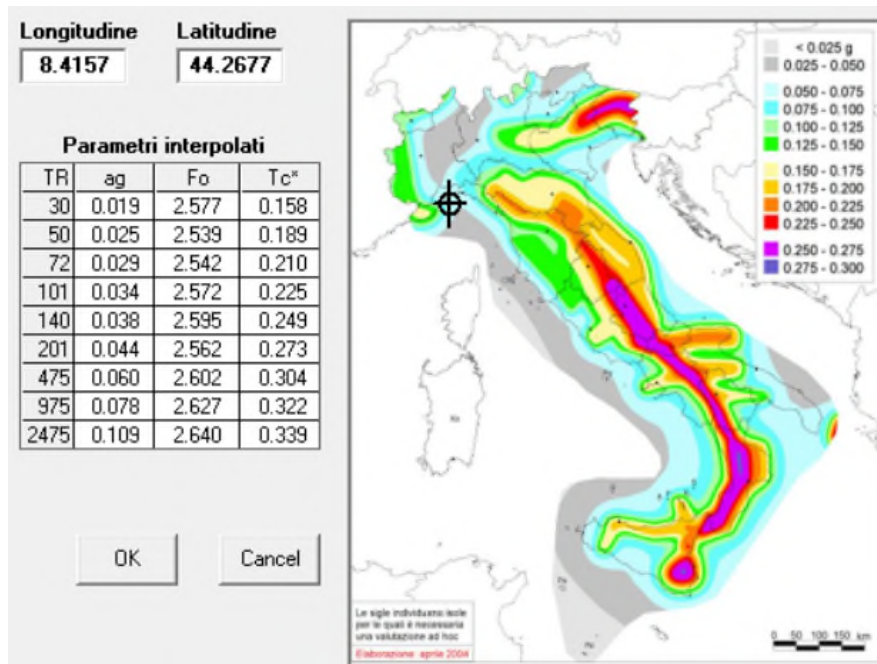 Longitudine Latitudine
8.4157 44.2677
Parametri interpolati
TR ag Fo Tc*
30 0.019 2.577 0.158
50 0.025 2.539 0.189
72 0.029 2.542 0.210
101 0.034 2.572 0.225
140 0.038 2.595 0.249
201 0.044 2.562 0.273
475 0.060 2.602 0.304
975 0.078 2.627 0.322
2475 0.109 2.640 0.339
OK Cancel
< 0.025 g
0.025 - 0.050
0.050 - 0.075
0.075 - 0.100
0.100 - 0.125
0.125 - 0.150
0.150 - 0.175
0.175 - 0.200
0.200 - 0.225
0.225 - 0.250
0.250 - 0.275
0.275 - 0.300
Le sigle individuano isole
per le quali è necessaria
una valutazione ad hoc
Elaborazione: aprile 2004
0 50 100 150 km